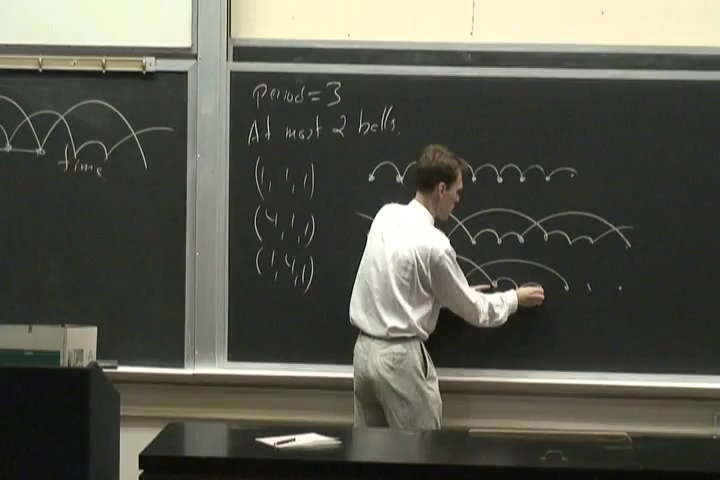 time
Period = 3
At most 2 balls.
(1, 1, 1)
(4, 1, 1)
(1, 4, 1)